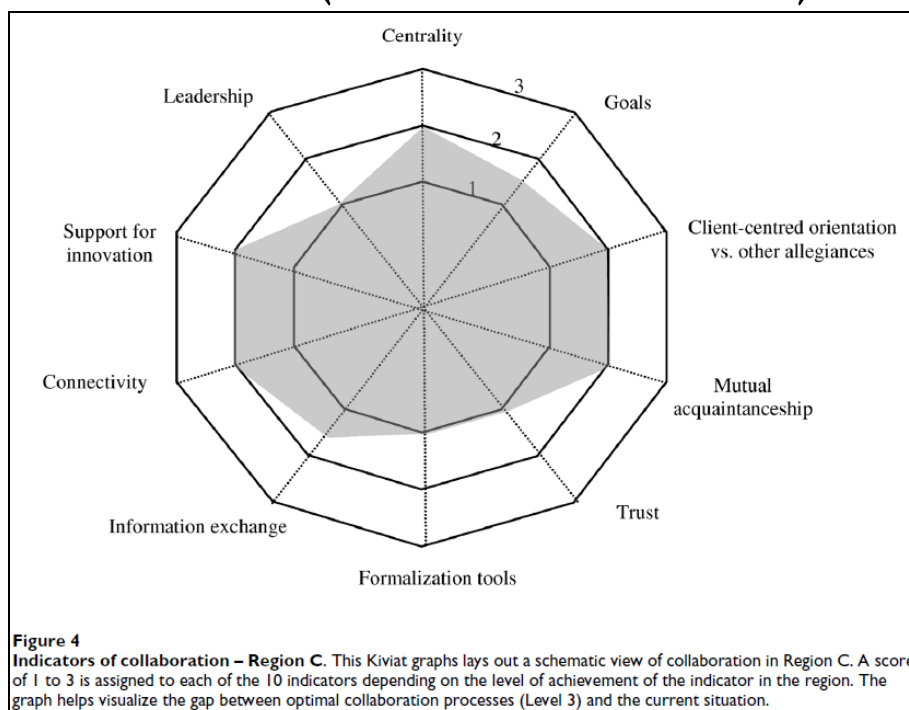 Centrality
3
Leadership
Goals
2
1
Support for
innovation
Client-centred orientation
vs. other allegiances
Connectivity
Mutual
acquaintanceship
Trust
Information exchange
Formalization tools
Figure 4
Indicators of collaboration – Region C. This Kiviat graphs lays out a schematic view of collaboration in Region C. A score
of 1 to 3 is assigned to each of the 10 indicators depending on the level of achievement of the indicator in the region. The
graph helps visualize the gap between optimal collaboration processes (Level 3) and the current situation.